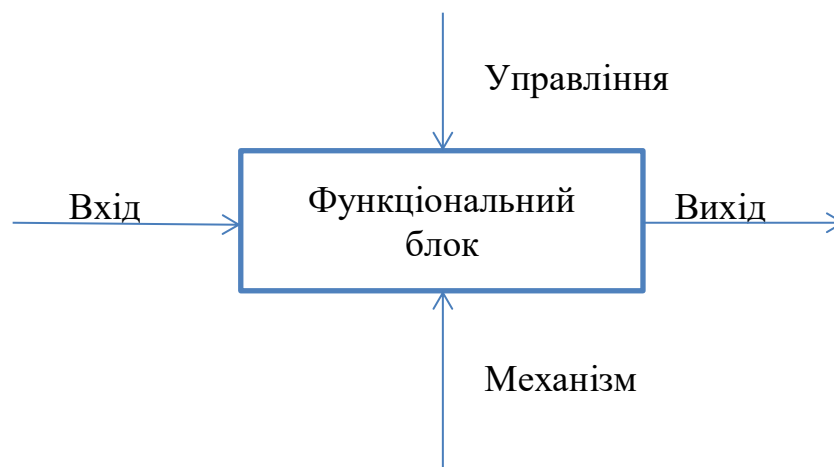 Управління
Вхід
Функціональний
блок
Вихід
Механізм